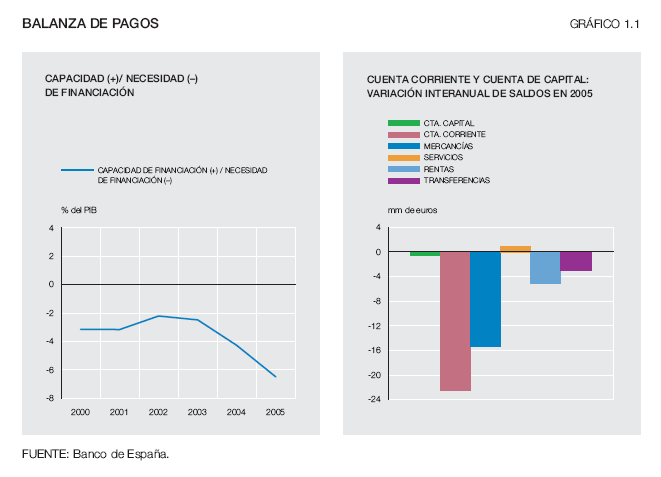 BALANZA DE PAGOS
GRÁFICO 1.1
CAPACIDAD (+)/ NECESIDAD (–)
DE FINANCIACIÓN
CAPACIDAD DE FINANCIACIÓN (+) / NECESIDAD
DE FINANCIACIÓN (–)
% del PIB
4
2
0
-2
-4
-6
-8
2000 2001 2002 2003 2004 2005
CUENTA CORRIENTE Y CUENTA DE CAPITAL:
VARIACIÓN INTERANUAL DE SALDOS EN 2005
CTA. CAPITAL
CTA. CORRIENTE
MERCANCÍAS
SERVICIOS
RENTAS
TRANSFERENCIAS
mm de euros
4
0
-4
-8
-12
-16
-20
-24
FUENTE: Banco de España.